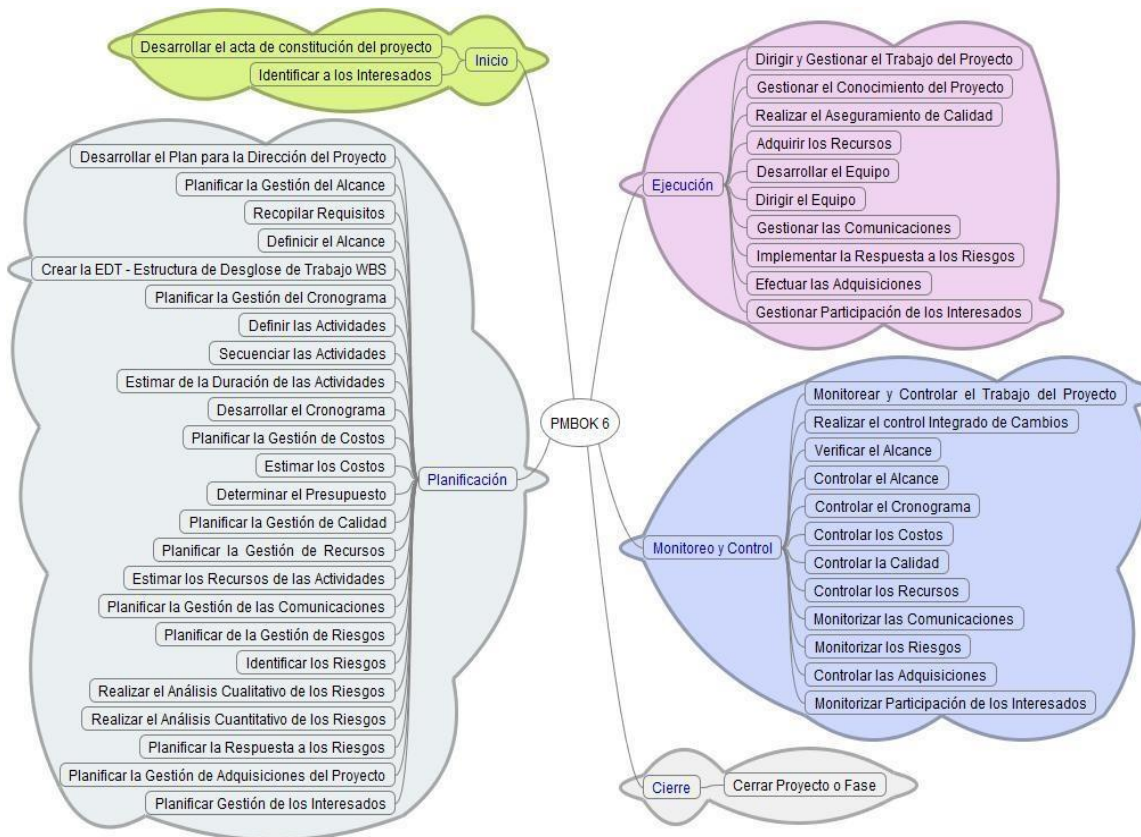 Desarrollar el acta de constitución del proyecto
Identificar a los Interesados
Inicio
Desarrollar el Plan para la Dirección del Proyecto
Planificar la Gestión del Alcance
Recopilar Requisitos
Definicir el Alcance
Crear la EDT - Estructura de Desglose de Trabajo WBS
Planificar la Gestión del Cronograma
Definir las Actividades
Secuenciar las Actividades
Estimar de la Duración de las Actividades
Desarrollar el Cronograma
Planificar la Gestión de Costos
Estimar los Costos
Determinar el Presupuesto
Planificar la Gestión de Calidad
Planificar la Gestión de Recursos
Estimar los Recursos de las Actividades
Planificar la Gestión de las Comunicaciones
Planificar de la Gestión de Riesgos
Identificar los Riesgos
Realizar el Análisis Cualitativo de los Riesgos
Realizar el Análisis Cuantitativo de los Riesgos
Planificar la Respuesta a los Riesgos
Planificar la Gestión de Adquisiciones del Proyecto
Planificar Gestión de los Interesados
Planificación
PMBOK 6
Ejecución
Dirigir y Gestionar el Trabajo del Proyecto
Gestionar el Conocimiento del Proyecto
Realizar el Aseguramiento de Calidad
Adquirir los Recursos
Desarrollar el Equipo
Dirigir el Equipo
Gestionar las Comunicaciones
Implementar la Respuesta a los Riesgos
Efectuar las Adquisiciones
Gestionar Participación de los Interesados
Monitoreo y Control
Monitorear y Controlar el Trabajo del Proyecto
Realizar el control Integrado de Cambios
Verificar el Alcance
Controlar el Alcance
Controlar el Cronograma
Controlar los Costos
Controlar la Calidad
Controlar los Recursos
Monitorizar las Comunicaciones
Monitorizar los Riesgos
Controlar las Adquisiciones
Monitorizar Participación de los Interesados
Cierre
Cerrar Proyecto o Fase